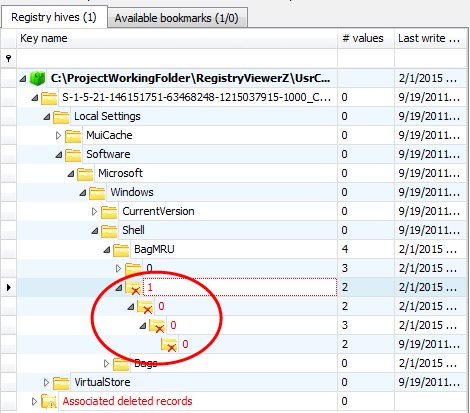 Registry hives (1) Available bookmarks (1/0)
Key name # values Last write ...
C:\ProjectWorkingFolder\RegistryViewerZ\UsrC... 2/1/2015 ...
S-1-5-21-146151751-63468248-1215037915-1000_C... 0 9/19/2011...
Local Settings 0 9/19/2011...
MuiCache 0 9/19/2011...
Software 0 9/19/2011...
Microsoft 0 9/19/2011...
Windows 0 9/19/2011...
CurrentVersion 0 9/19/2011...
Shell 0 9/19/2011...
BagMRU 4 2/1/2015 ...
0 3 2/1/2015 ...
1 2 2/1/2015 ...
0 2 2/1/2015 ...
0 3 2/1/2015 ...
0 2 9/19/2011...
Bags 0 2/1/2015 ...
VirtualStore 0 9/19/2011...
Associated deleted records 0